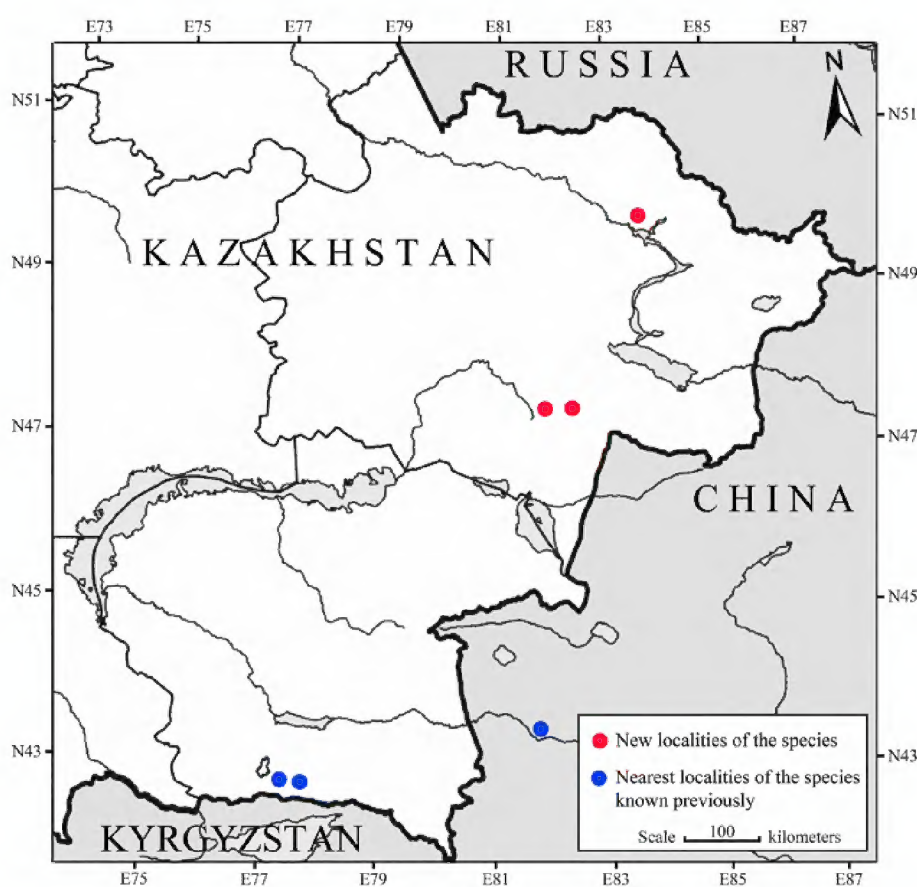 E73 E75 E77 E79 E81 E83 E85 E87
RUSSIA
N
N51 N51
KAZAKHSTAN
N49 N49
N47 N47
CHINA
N45 N45
New localities of the species
N43 N43
Nearest localities of the species
known previously
KYRGYZSTAN
Scale 100 kilometers
E75 E77 E79 E81 E83 E85 E87